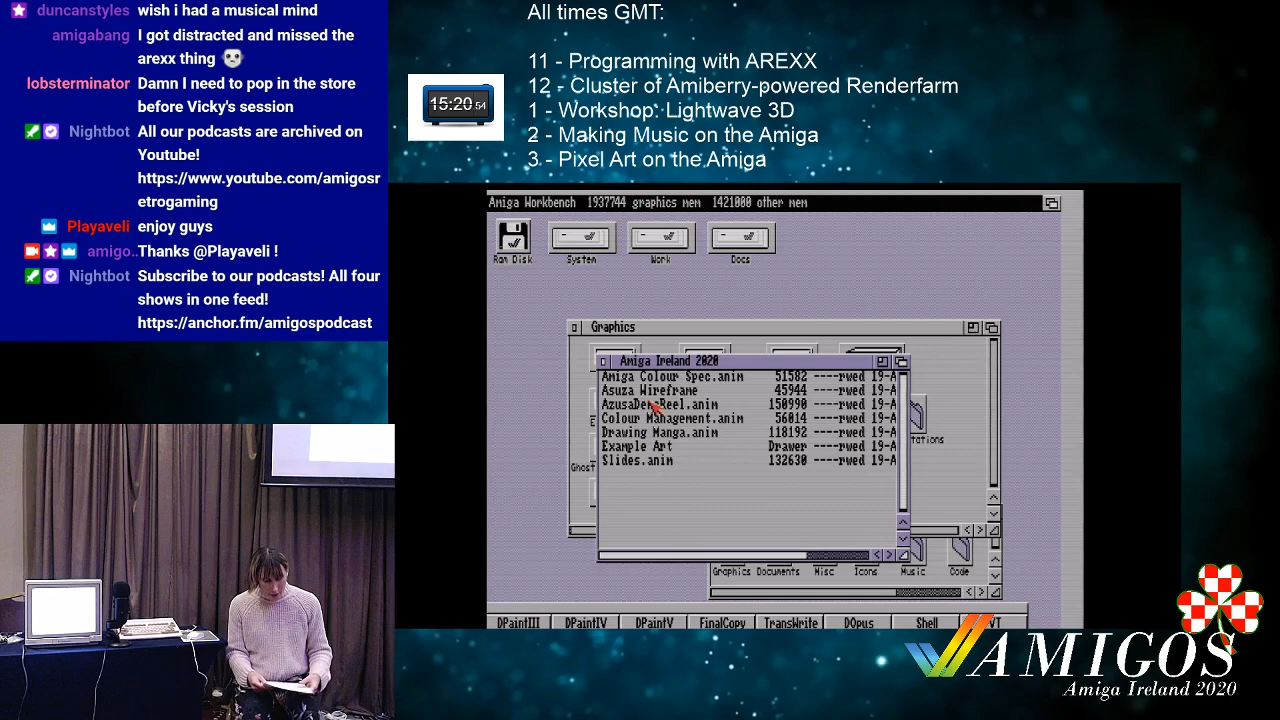 duncanstyles wish i had a musical mind
amigabang I got distracted and missed the
arexx thing
lobsterminator Damn I need to pop in the store
before Vicky's session
Nightbot All our podcasts are archived on
Youtube!
https://www.youtube.com/amigosr
etrogaming
Playaveli enjoy guys
amigo.. Thanks @Playaveli !
Nightbot Subscribe to our podcasts! All four
shows in one feed!
https://anchor.fm/amigospodcast
All times GMT:
15:20 54
11 - Programming with AREXX
12 - Cluster of Amiberry-powered Renderfarm
1 - Workshop: Lightwave 3D
2 - Making Music on the Amiga
3 - Pixel Art on the Amiga
Amiga Workbench 1937744 graphics mem 1421000 other mem
Ram Disk System Work Docs
Graphics
Amiga Ireland 2020
Amiga Colour Spec.anim 51582 ----rwed 19-A
Asuza Wireframe 45944 ----rwed 19-A
AzusaDemoReel.anim 150990 ----rwed 19-A
Colour Management.anim 56014 ----rwed 19-A
Drawing Manga.anim 118192 ----rwed 19-A
Example Art Drawer ----rwed 19-A
Slides.anim 132630 ----rwed 19-A
tations
Ghos
Graphics Documents Misc Icons Music Code
DPaintIII DPaintIV DPaintV FinalCopy TransWrite DOpus Shell
AMIGOS
Amiga Ireland 2020